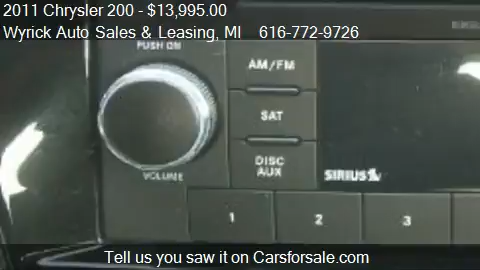 2011 Chrysler 200 - $13,995.00
Wyrick Auto Sales & Leasing, MI 616-772-9726
PUSH ON
AM/FM
SAT
DISC
AUX
SIRIUS
VOLUME
1
2
3
Tell us you saw it on Carsforsale.com